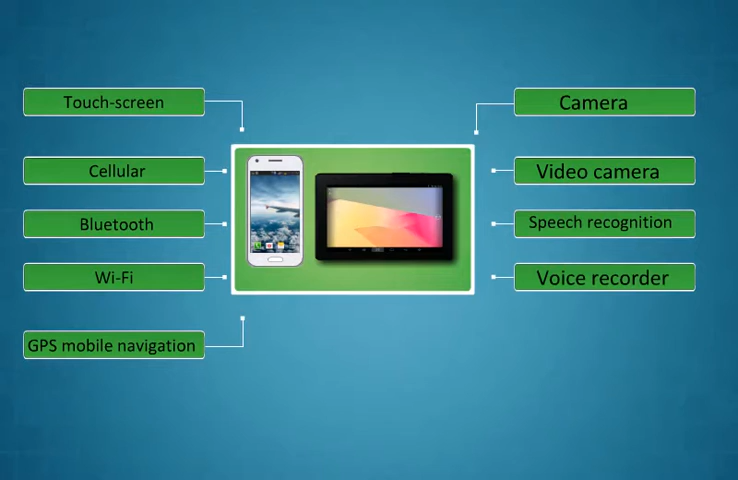 Touch-screen
Cellular
Bluetooth
Wi-Fi
GPS mobile navigation
Camera
Video camera
Speech recognition
Voice recorder